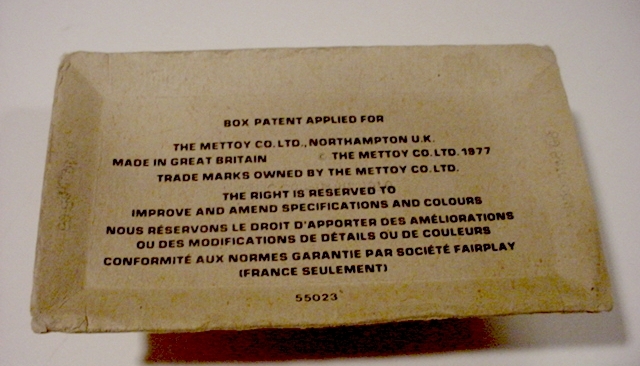 BOX PATENT APPLIED FOR
THE METTOY CO. LTD., NORTHAMPTON U.K.
MADE IN GREAT BRITAIN © THE METTOY CO. LTD. 1977
TRADE MARKS OWNED BY THE METTOY CO. LTD.
THE RIGHT IS RESERVED TO
IMPROVE AND AMEND SPECIFICATIONS AND COLOURS
NOUS RÉSERVONS LE DROIT D'APPORTER DES AMÉLIORATIONS
OU DES MODIFICATIONS DE DÉTAILS OU DE COULEURS
CONFORMITÉ AUX NORMES GARANTIE PAR SOCIÉTÉ FAIRPLAY
(FRANCE SEULEMENT)
55023